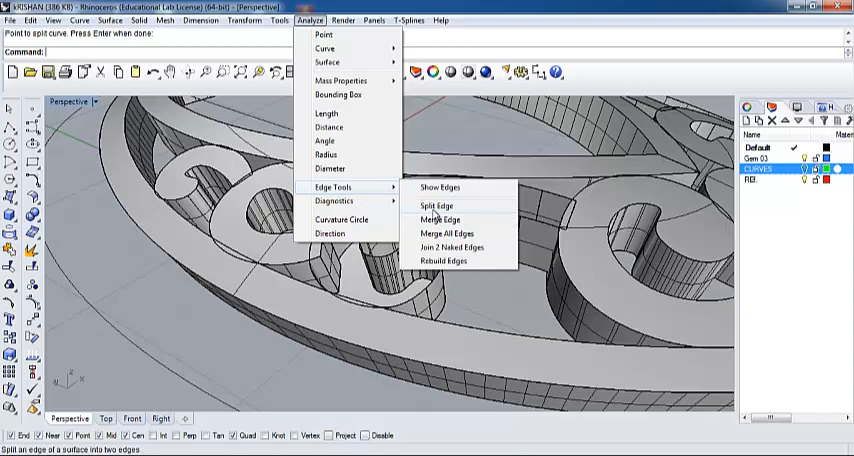 kRISHAN (386 KB) - Rhinoceros (Educational Lab License) (64-bit) - [Perspective]
File Edit View Curve Surface Solid Mesh Dimension Transform Tools Analyze Render Panels T-Splines Help
Point to split curve. Press Enter when done:
Command:
Point
Curve
Surface
Mass Properties
Bounding Box
Length
Distance
Angle
Radius
Diameter
Edge Tools
Diagnostics
Curvature Circle
Direction
Show Edges
Split Edge
Merge Edge
Merge All Edges
Join 2 Naked Edges
Rebuild Edges
Perspective
z
x
Name Mater
Default
Gem 03
CURVES
Perspective Top Front Right
End Near Point Mid Cen Int Perp Tan Quad Knot Vertex Project Disable
Split an edge of a surface into two edges